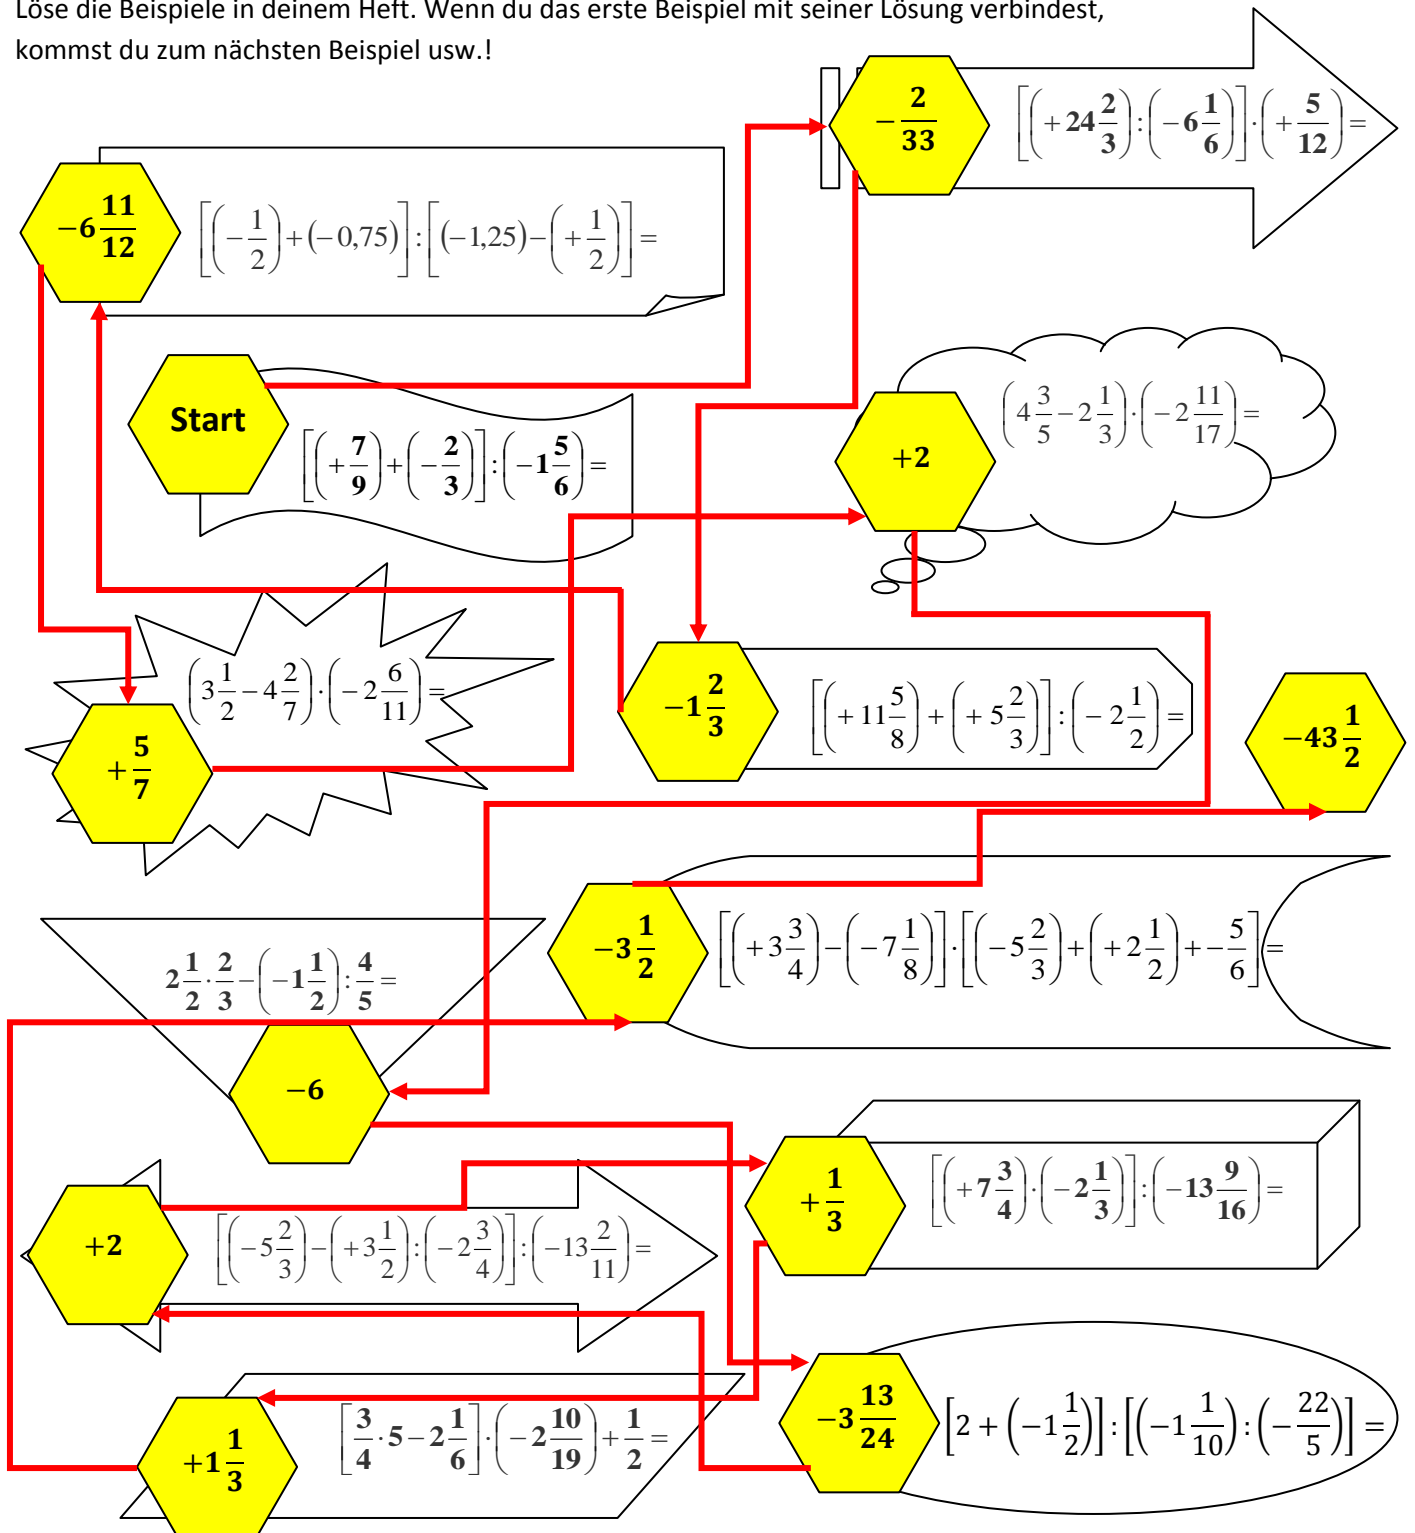 Löse die Beispiele in deinem Heft. Wenn du das erste Beispiel mit seiner Lösung verbindest,
kommst du zum nächsten Beispiel usw.!
−2/33
[(+24 2/3):(−6 1/6)]·(+5/12)=
−6 11/12
[(−1/2)+(−0,75)]:[(−1,25)−(+1/2)]=
Start
[(+7/9)+(−2/3)]:(−1 5/6)=
+2
(4 3/5−2 1/3)·(−2 11/17)=
+5/7
(3 1/2−4 2/7)·(−2 6/11)=
−1 2/3
[(+11 5/8)+(+5 2/3)]:(−2 1/2)=
−43 1/2
−3 1/2
[(+3 3/4)−(−7 1/8)]·[(−5 2/3)+(+2 1/2)+−5/6]=
2 1/2·2/3−(−1 1/2):4/5=
−6
+1/3
[(+7 3/4)·(−2 1/3)]:(−13 9/16)=
+2
[(−5 2/3)−(+3 1/2):(−2 3/4)]:(−13 2/11)=
−3 13/24
[2+(−1 1/2)]:[(−1 1/10):(−22/5)]=
+1 1/3
[3/4·5−2 1/6]·(−2 10/19)+1/2=